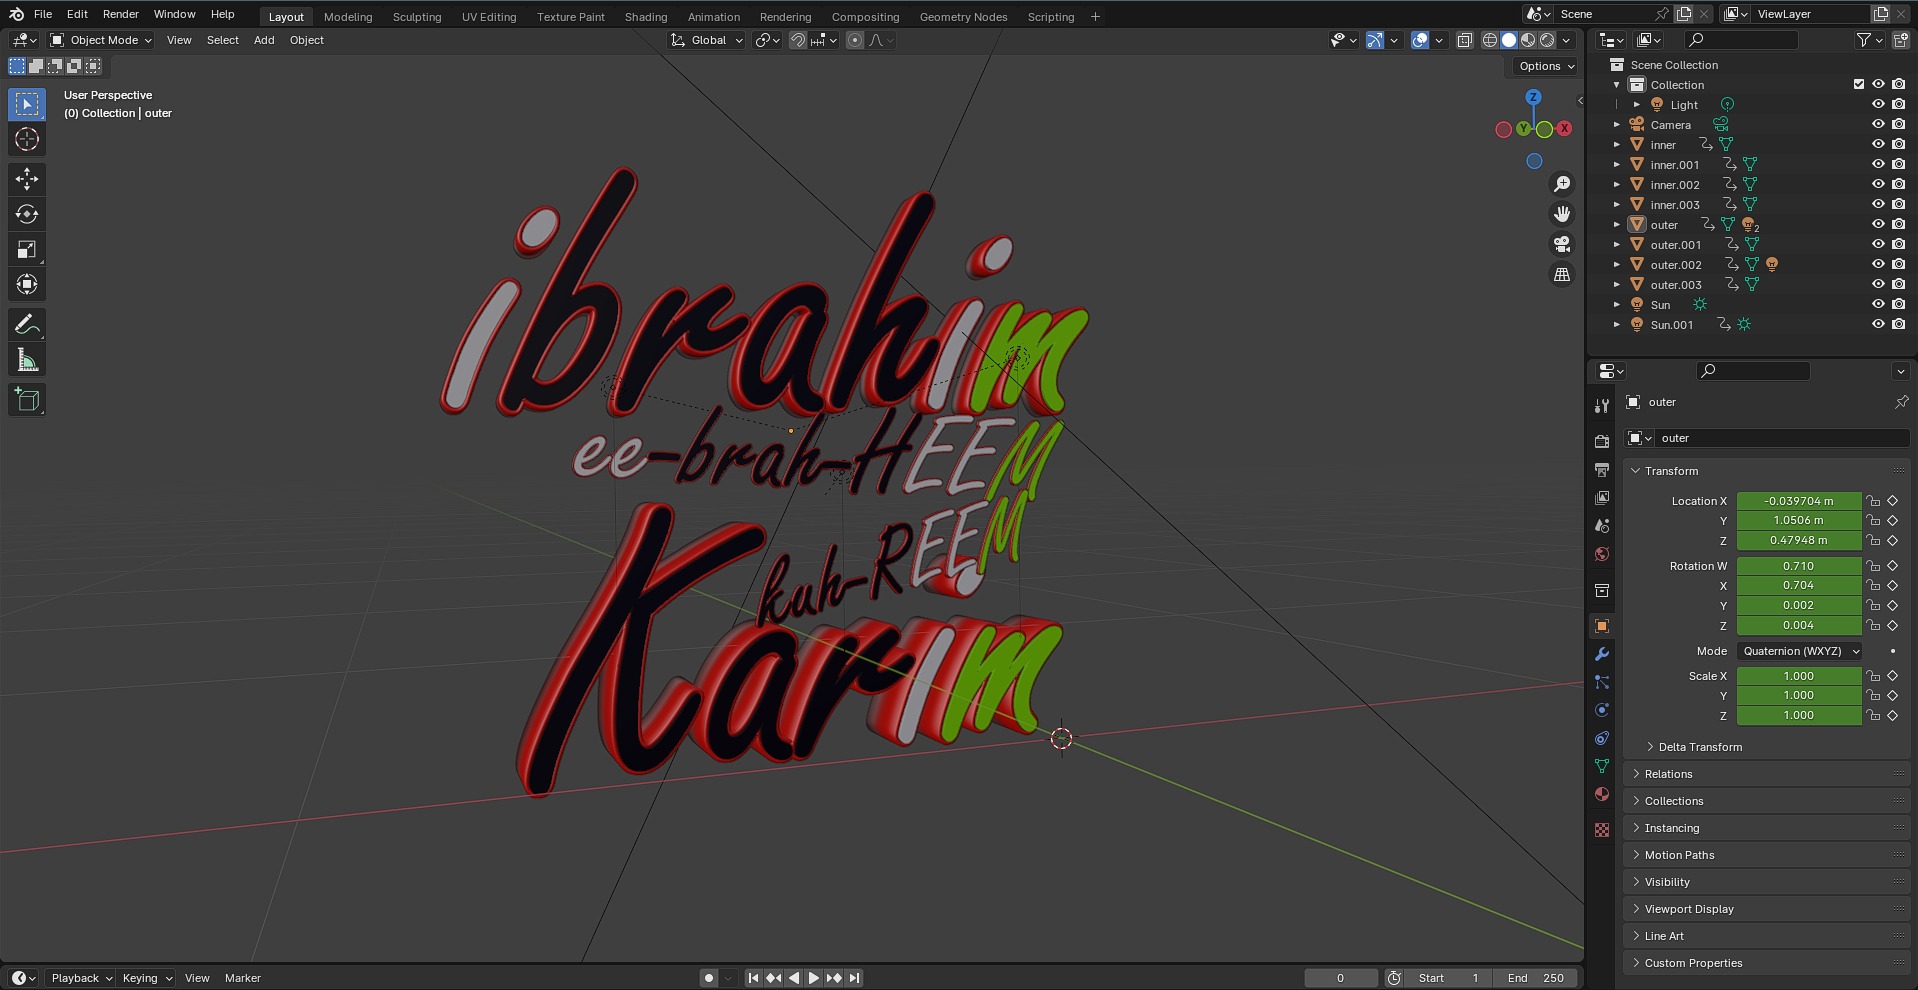 File Edit Render Window Help Layout Modeling Sculpting UV Editing Texture Paint Shading Animation Rendering Compositing Geometry Nodes Scripting + Scene ViewLayer
Object Mode View Select Add Object Global
Options
User Perspective
(0) Collection | outer
Z
Y X
ibrahim
ee-brah-HEEM
kuh-REEM
Karim
Scene Collection
Collection
Light
Camera
inner
inner.001
inner.002
inner.003
outer 2
outer.001
outer.002
outer.003
Sun
Sun.001
outer
outer
Transform
Location X -0.039704 m
Y 1.0506 m
Z 0.47948 m
Rotation W 0.710
X 0.704
Y 0.002
Z 0.004
Mode Quaternion (WXYZ)
Scale X 1.000
Y 1.000
Z 1.000
Delta Transform
Relations
Collections
Instancing
Motion Paths
Visibility
Viewport Display
Line Art
Custom Properties
Playback Keying View Marker 0 Start 1 End 250